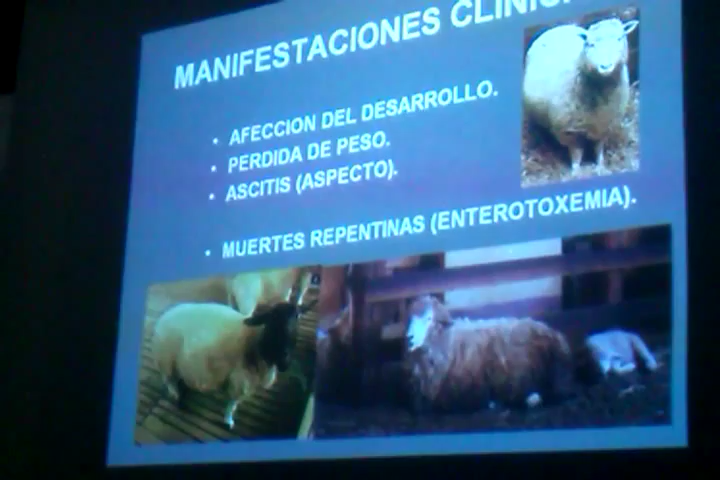 MANIFESTACIONES
• AFECCION DEL DESARROLLO.
• PERDIDA DE PESO.
• ASCITIS (ASPECTO).
• MUERTES REPENTINAS (ENTEROTOXEMIA).